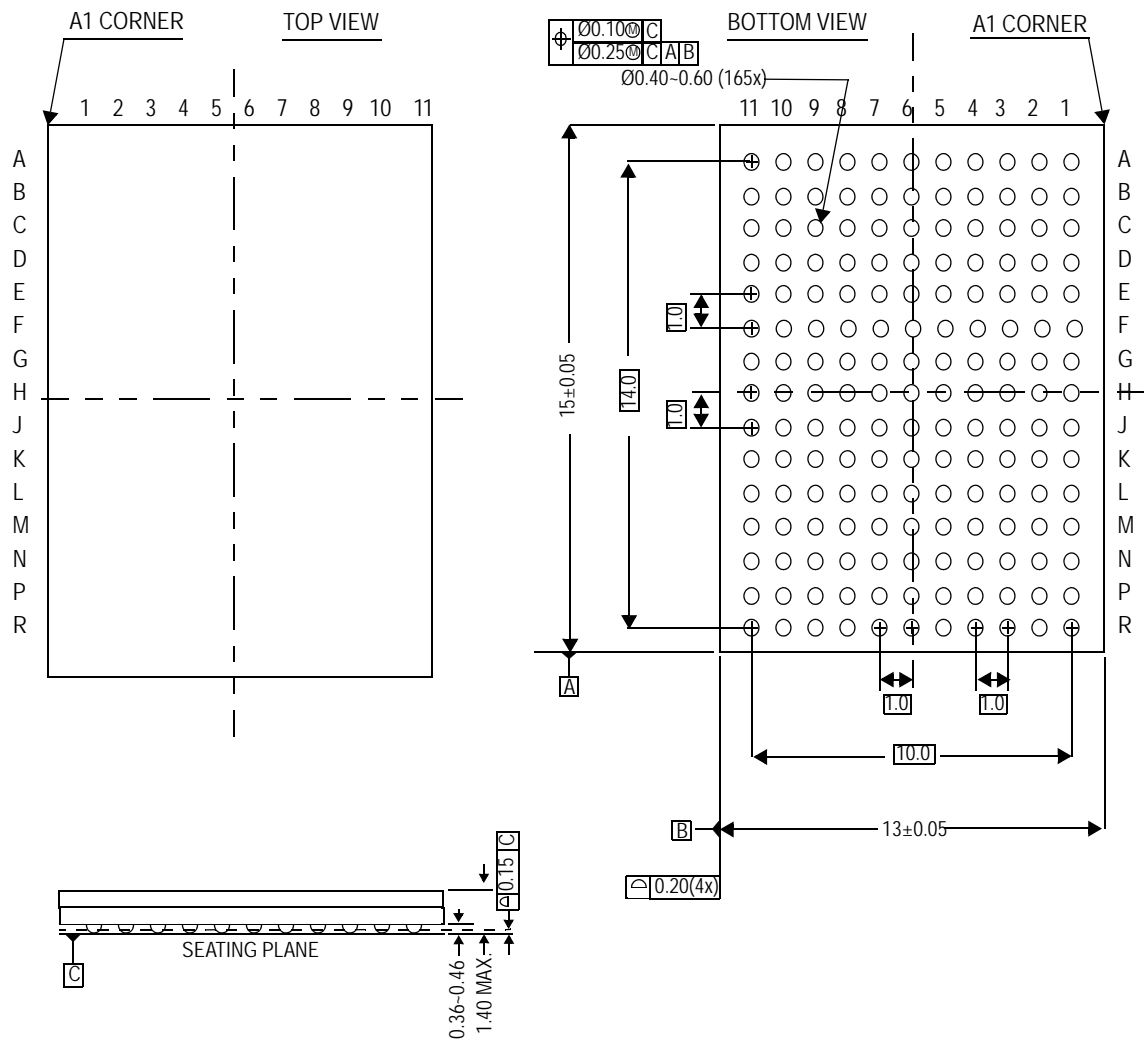 A1 CORNER
TOP VIEW
1 2 3 4 5 6 7 8 9 10 11
A
B
C
D
E
F
G
H
J
K
L
M
N
P
R
Ø0.10Ⓜ C
Ø0.25Ⓜ C A B
BOTTOM VIEW
A1 CORNER
Ø0.40~0.60 (165x)
11 10 9 8 7 6 5 4 3 2 1
A
B
C
D
E
F
G
H
J
K
L
M
N
P
R
15±0.05
14.0
1.0
1.0
A
1.0
1.0
10.0
B
13±0.05
0.20(4x)
0.15 C
SEATING PLANE
C
0.36~0.46
1.40 MAX.